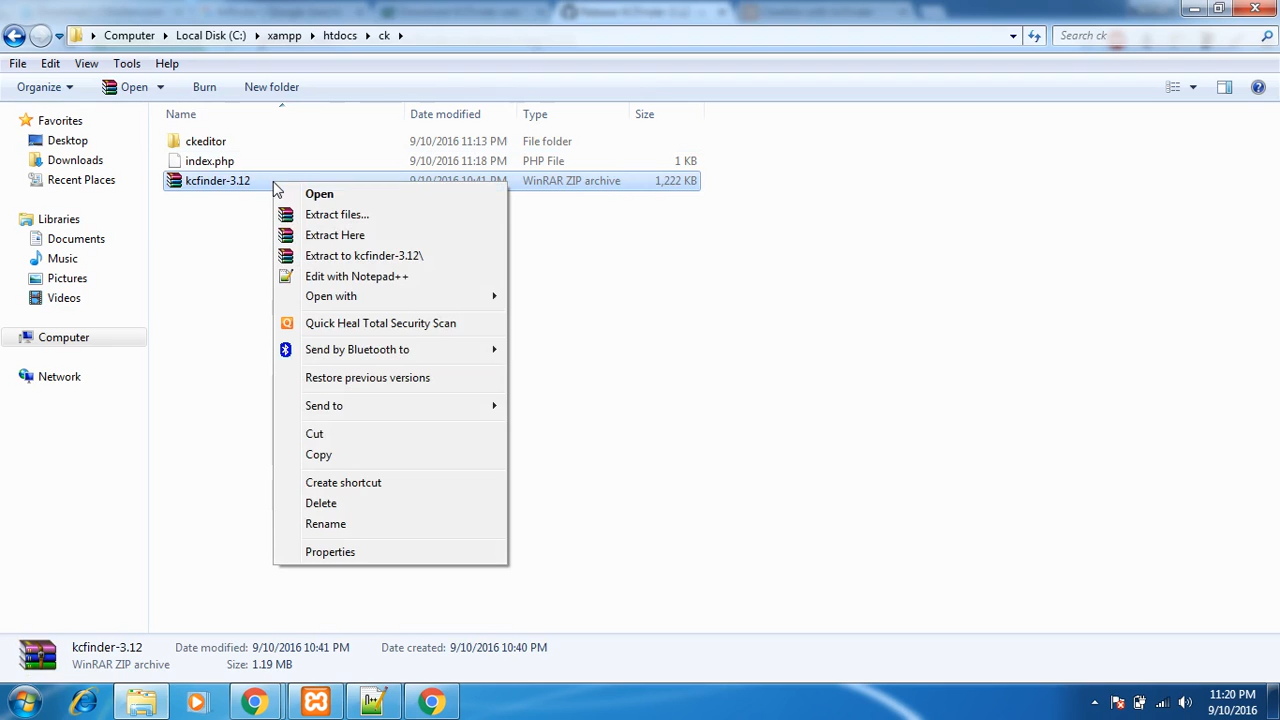 Computer
Local Disk (C:)
xampp
htdocs
ck
Search ck
File
Edit
View
Tools
Help
Organize
Open
Burn
New folder
Name
Date modified
Type
Size
Favorites
Desktop
Downloads
Recent Places
Libraries
Documents
Music
Pictures
Videos
Computer
Network
ckeditor
9/10/2016 11:13 PM
File folder
index.php
9/10/2016 11:18 PM
PHP File
1 KB
kcfinder-3.12
9/10/2016 10:41 PM
WinRAR ZIP archive
1,222 KB
Open
Extract files...
Extract Here
Extract to kcfinder-3.12\
Edit with Notepad++
Open with
Quick Heal Total Security Scan
Send by Bluetooth to
Restore previous versions
Send to
Cut
Copy
Create shortcut
Delete
Rename
Properties
kcfinder-3.12
Date modified: 9/10/2016 10:41 PM
Date created: 9/10/2016 10:40 PM
WinRAR ZIP archive
Size: 1.19 MB
11:20 PM
9/10/2016